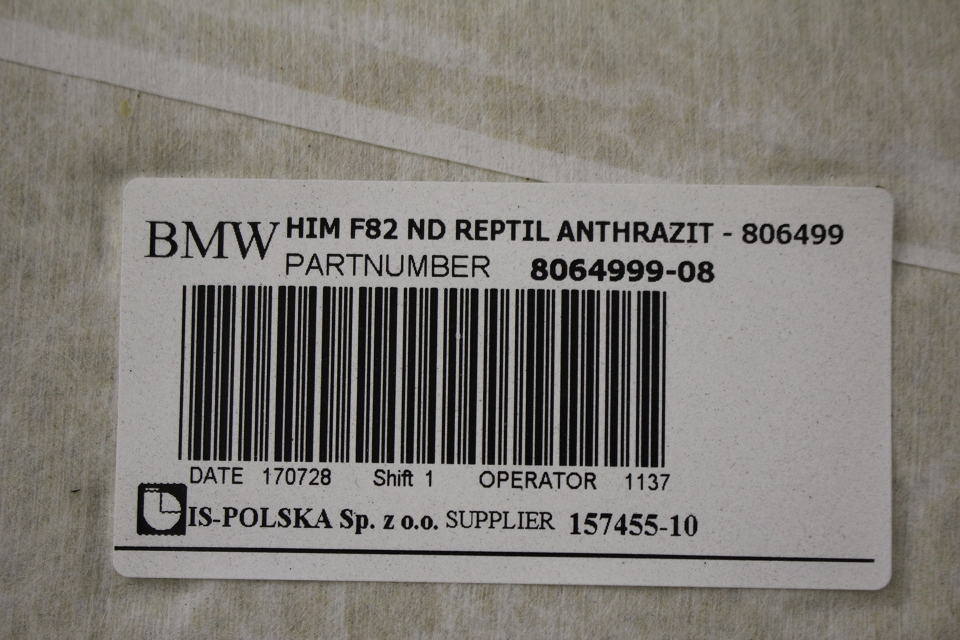 BMW HIM F82 ND REPTIL ANTHRAZIT - 806499
PARTNUMBER 8064999-08
DATE 170728 Shift 1 OPERATOR 1137
IS-POLSKA Sp. z o.o. SUPPLIER 157455-10